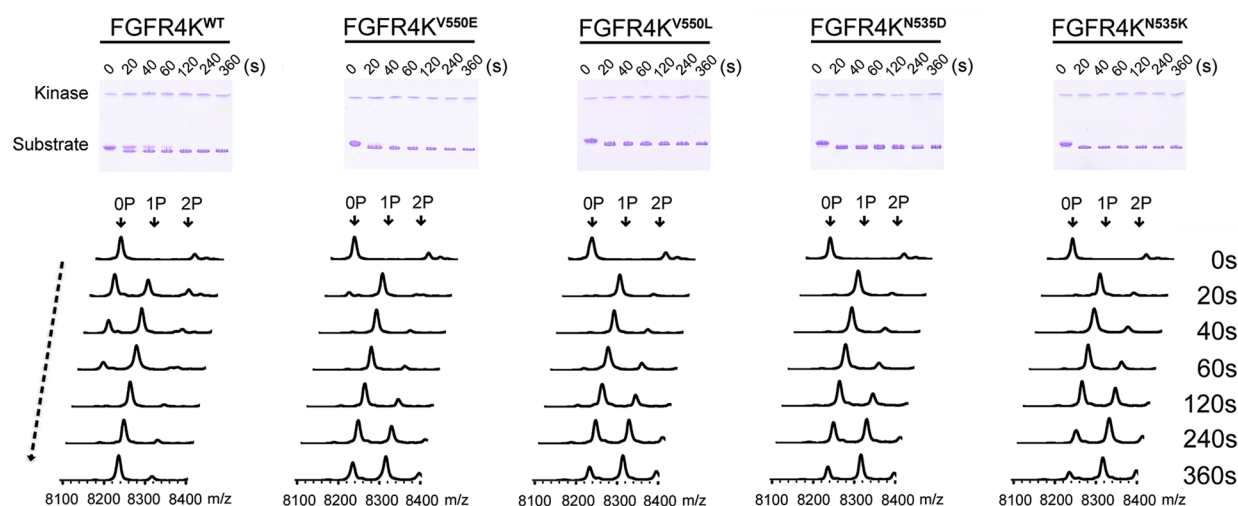 FGFR4K^WT FGFR4K^V550E FGFR4K^V550L FGFR4K^N535D FGFR4K^N535K
0 20 40 60 120 240 360 (s) 0 20 40 60 120 240 360 (s) 0 20 40 60 120 240 360 (s) 0 20 40 60 120 240 360 (s) 0 20 40 60 120 240 360 (s)
Kinase
Substrate
0P 1P 2P 0P 1P 2P 0P 1P 2P 0P 1P 2P 0P 1P 2P
0s
20s
40s
60s
120s
240s
360s
8100 8200 8300 8400 m/z 8100 8200 8300 8400 m/z 8100 8200 8300 8400 m/z 8100 8200 8300 8400 m/z 8100 8200 8300 8400 m/z